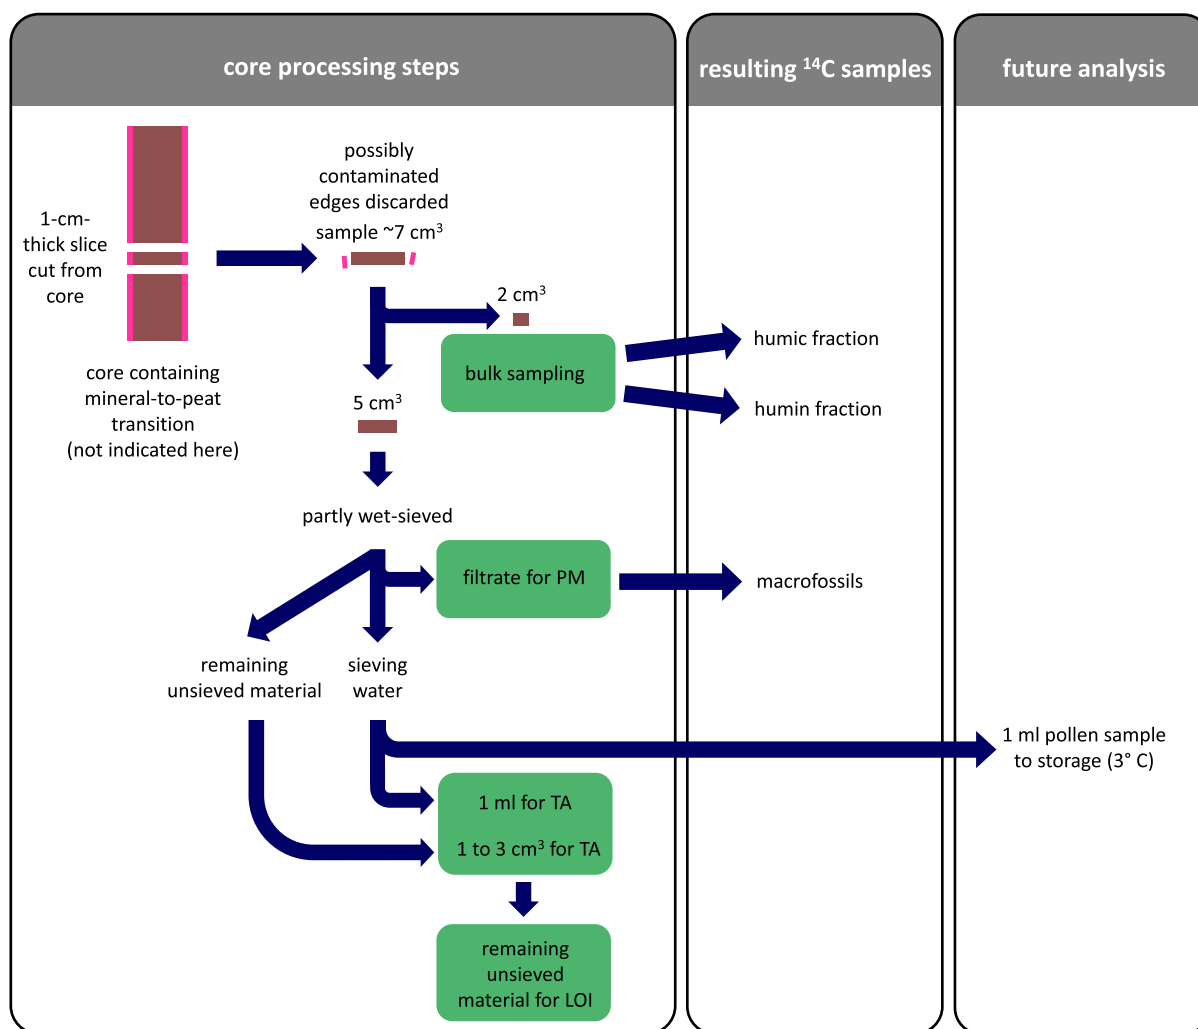 core processing steps
resulting ¹⁴C samples
future analysis
1-cm-
thick slice
cut from
core
core containing
mineral-to-peat
transition
(not indicated here)
possibly
contaminated
edges discarded
sample ~7 cm³
2 cm³
bulk sampling
humic fraction
humin fraction
5 cm³
partly wet-sieved
filtrate for PM
macrofossils
remaining
unsieved material
sieving
water
1 ml pollen sample
to storage (3° C)
1 ml for TA
1 to 3 cm³ for TA
remaining
unsieved
material for LOI